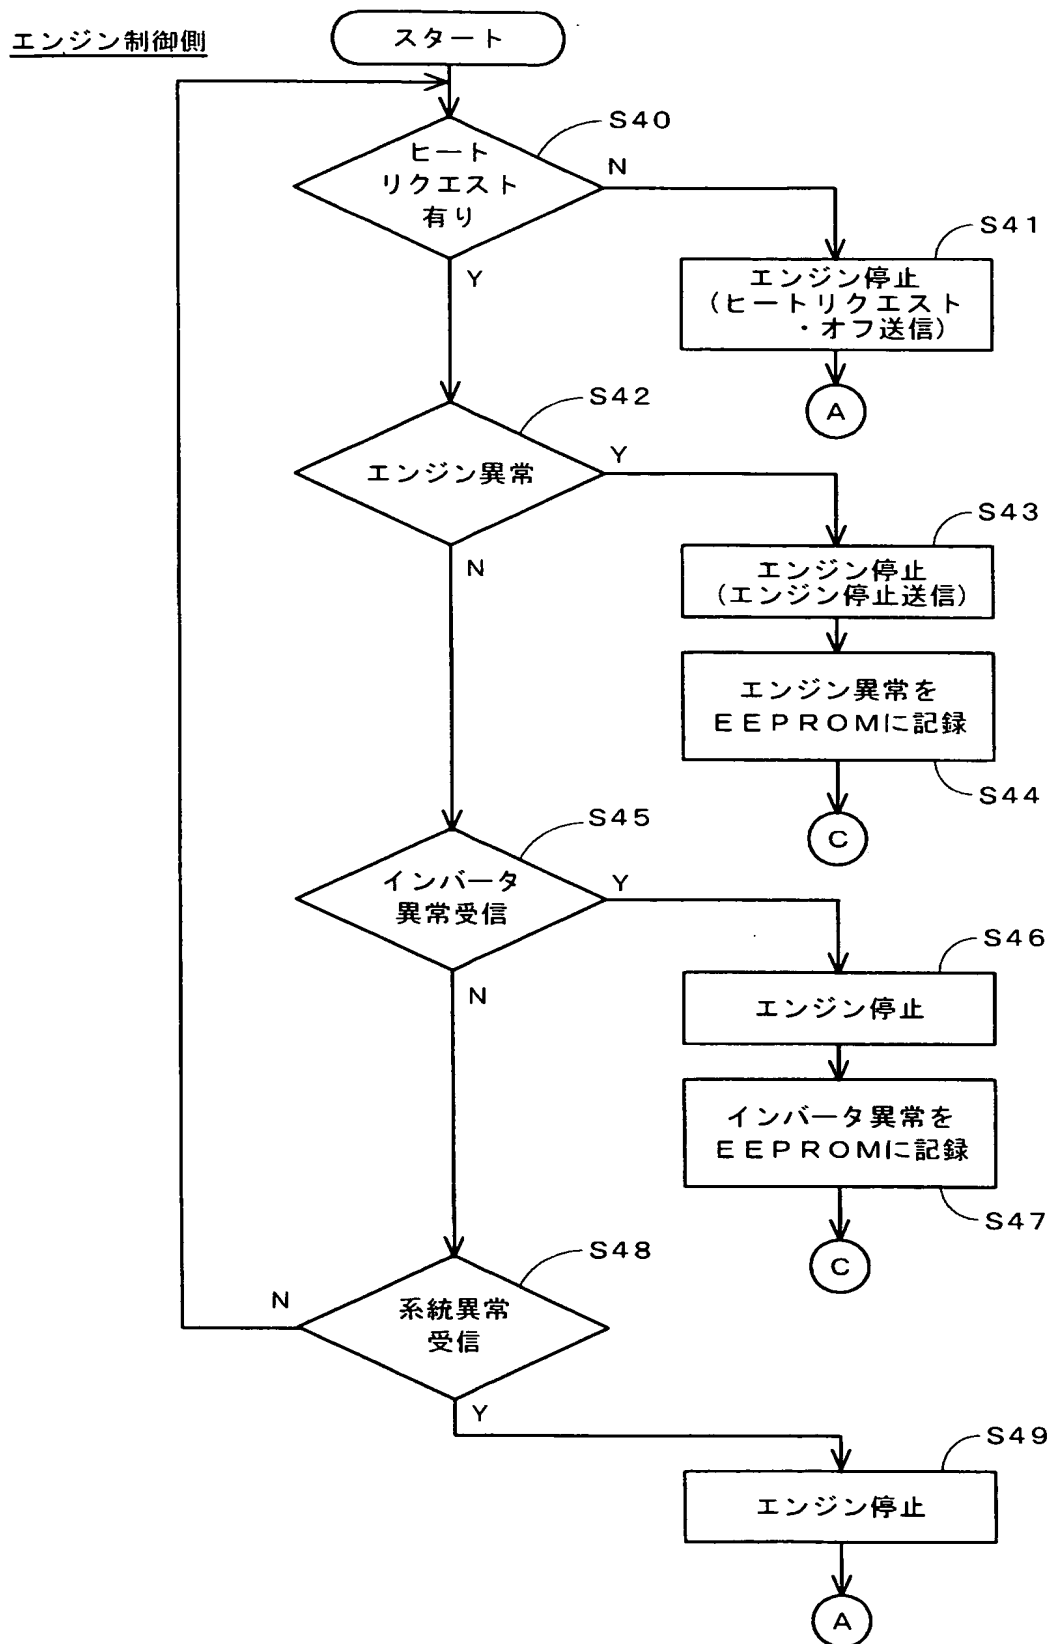 エンジン制御側
スタート
S40
ヒート
リクエスト
有り
N
Y
S41
エンジン停止
(ヒートリクエスト
・オフ送信)
A
S42
エンジン異常
Y
N
S43
エンジン停止
(エンジン停止送信)
エンジン異常を
EEPROMに記録
S44
C
S45
インバータ
異常受信
Y
N
S46
エンジン停止
インバータ異常を
EEPROMに記録
S47
C
S48
系統異常
受信
N
Y
S49
エンジン停止
A